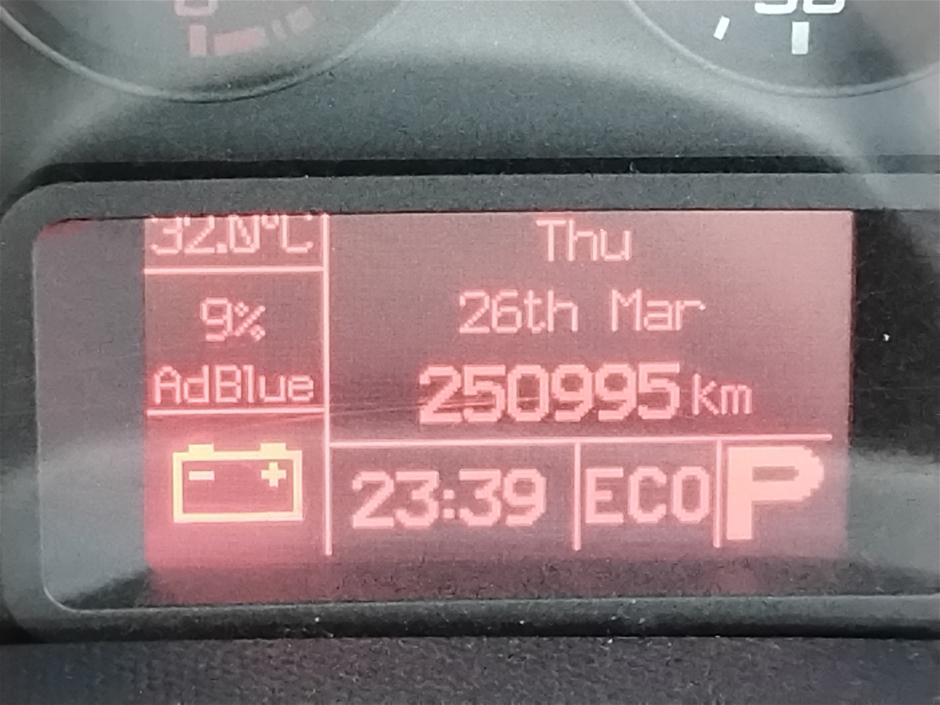 32.0°C
9%
AdBlue
Thu
26th Mar
250995 km
23:39
ECO
P